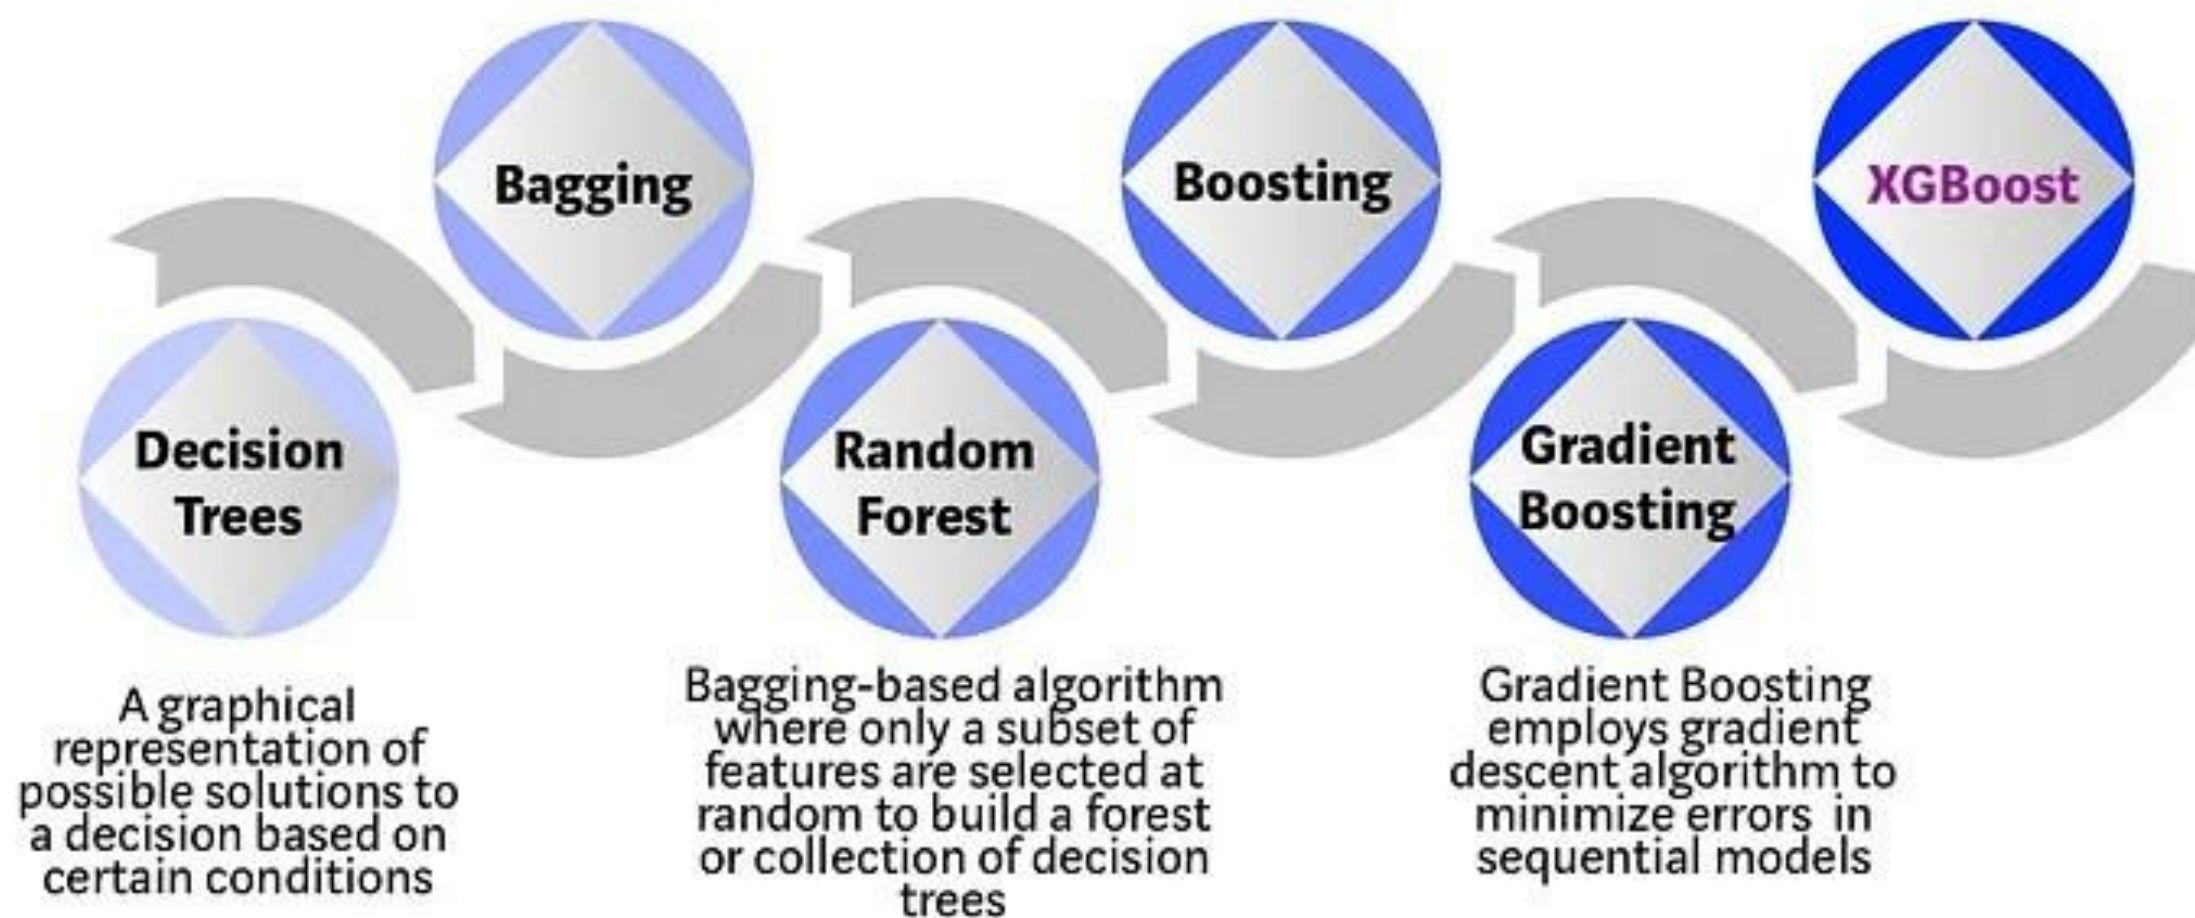 Bagging
Boosting
XGBoost
Decision
Trees
Random
Forest
Gradient
Boosting
A graphical
representation of
possible solutions to
a decision based on
certain conditions
Bagging-based algorithm
where only a subset of
features are selected at
random to build a forest
or collection of decision
trees
Gradient Boosting
employs gradient
descent algorithm to
minimize errors in
sequential models